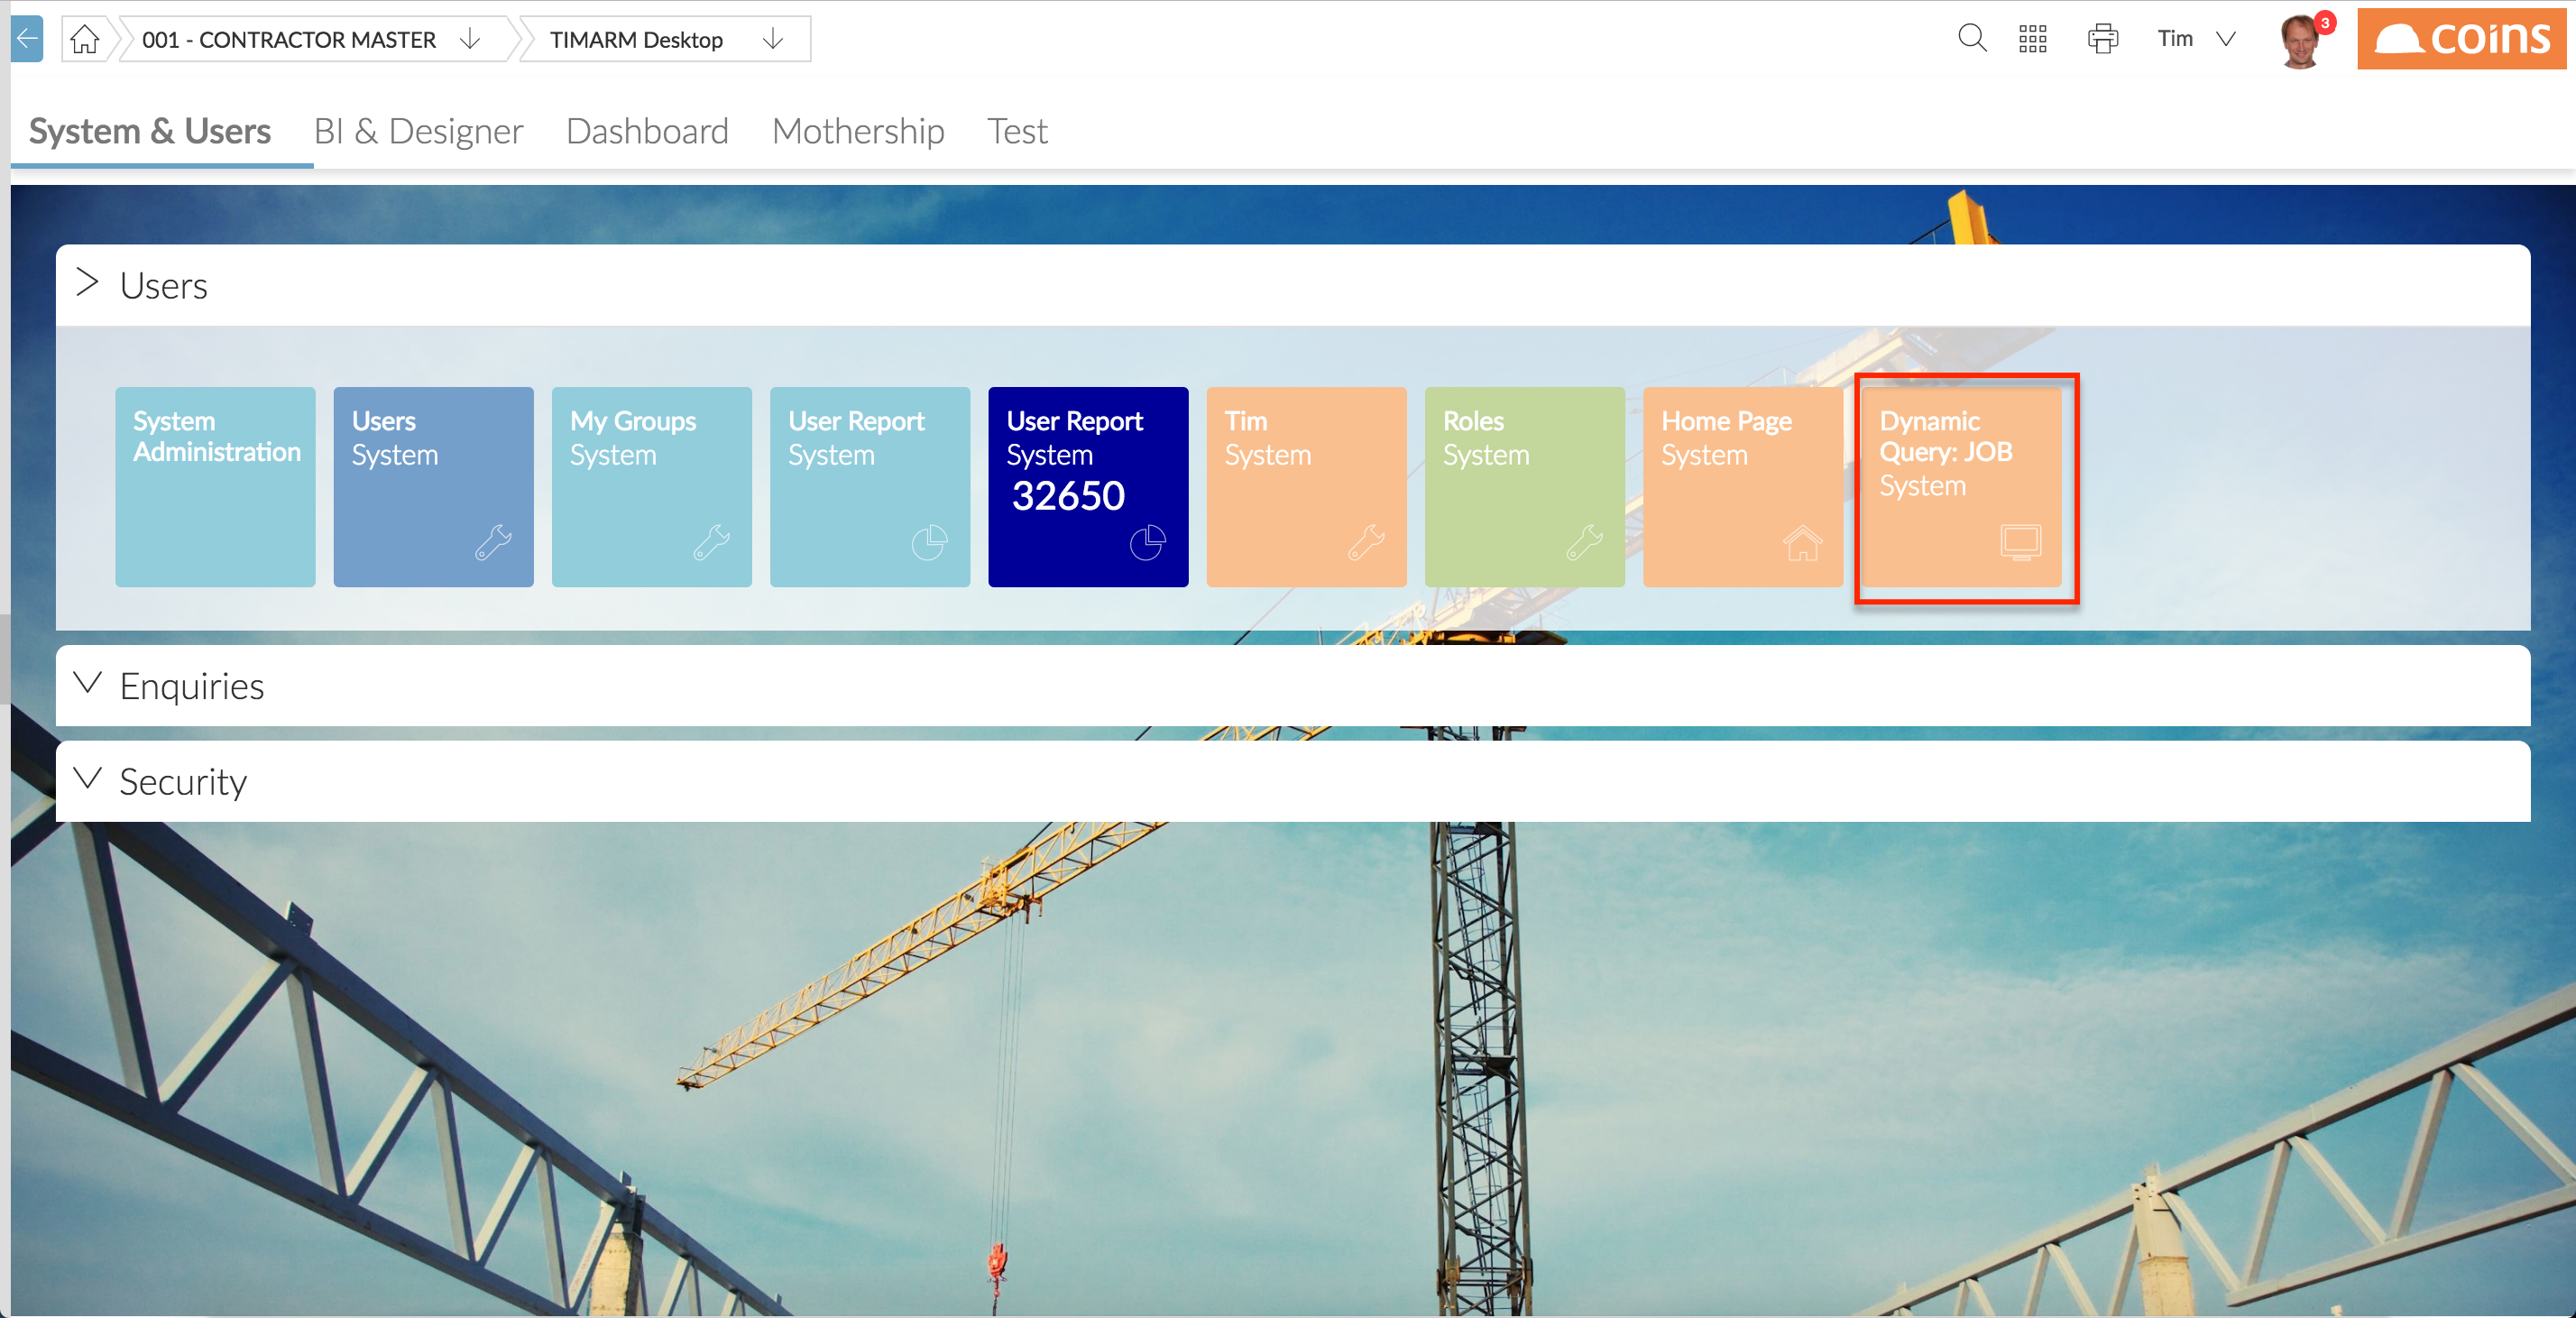 001 - CONTRACTOR MASTER
TIMARM Desktop
Tim
3
coins
System & Users
BI & Designer
Dashboard
Mothership
Test
Users
System
Administration
Users
System
My Groups
System
User Report
System
User Report
System
32650
Tim
System
Roles
System
Home Page
System
Dynamic
Query: JOB
System
Enquiries
Security